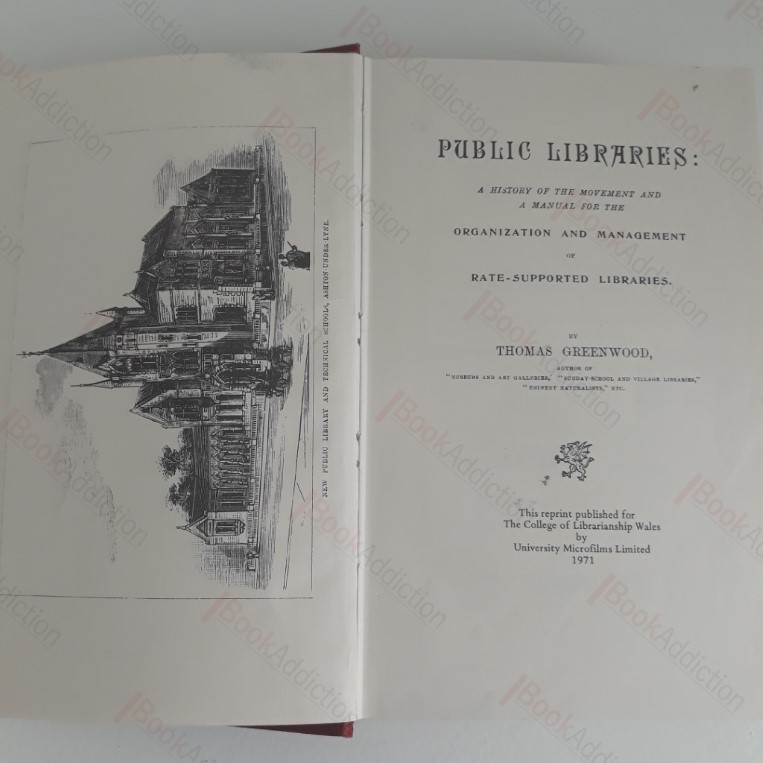 NEW PUBLIC LIBRARY AND TECHNICAL SCHOOLS, ASHTON-UNDER-LYNE.
PUBLIC LIBRARIES:
A HISTORY OF THE MOVEMENT AND
A MANUAL FOR THE
ORGANIZATION AND MANAGEMENT
OF
RATE-SUPPORTED LIBRARIES.
BY
THOMAS GREENWOOD,
AUTHOR OF
"MUSEUMS AND ART GALLERIES," "SUNDAY-SCHOOL AND VILLAGE LIBRARIES,"
"EMINENT NATURALISTS," ETC.
This reprint published for
The College of Librarianship Wales
by
University Microfilms Limited
1971
BookAddiction